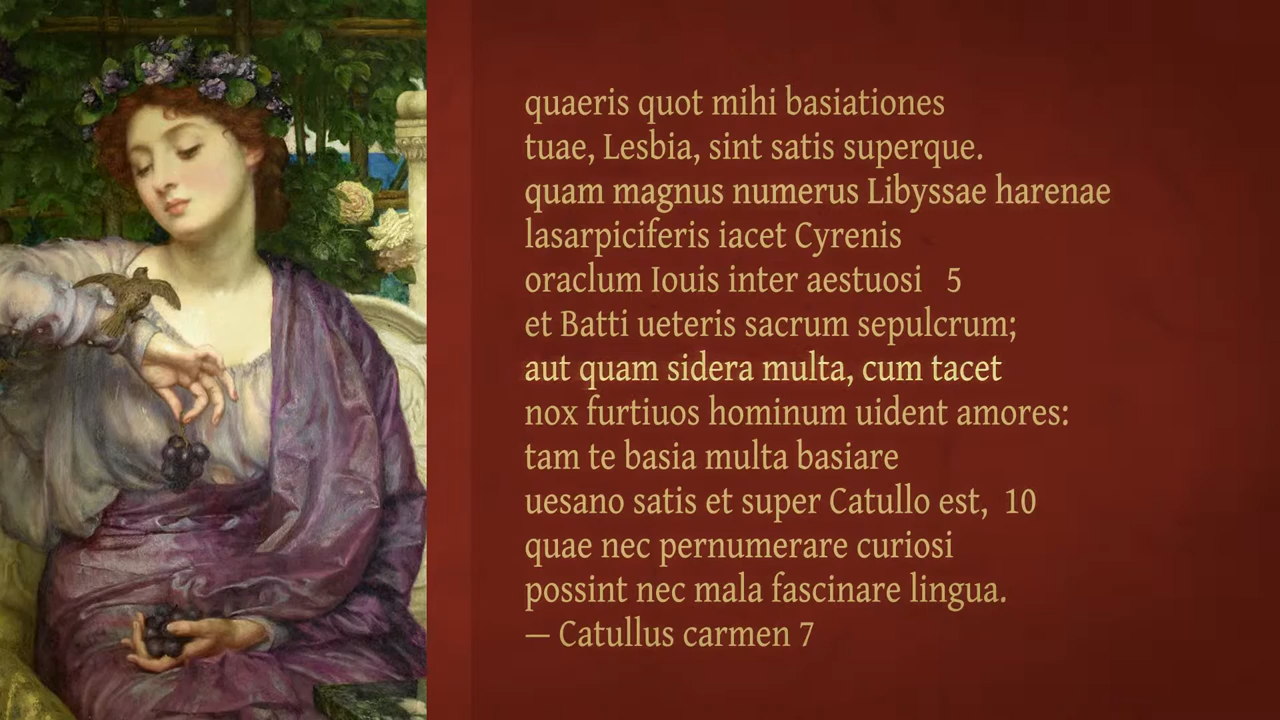 quaeris quot mihi basiationes
tuae, Lesbia, sint satis superque.
quam magnus numerus Libyssae harenae
lasarpiciferis iacet Cyrenis
oraclum Iouis inter aestuosi 5
et Batti ueteris sacrum sepulcrum;
aut quam sidera multa, cum tacet
nox furtiuos hominum uident amores:
tam te basia multa basiare
uesano satis et super Catullo est, 10
quae nec pernumerare curiosi
possint nec mala fascinare lingua.
— Catullus carmen 7